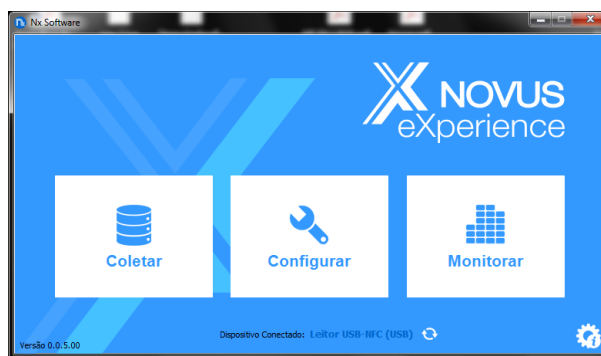 Nx Software
NOVUS
eXperience
Coletar
Configurar
Monitorar
Dispositivo Conectado: Leitor USB-NFC (USB)
Versão 0.0.5.00